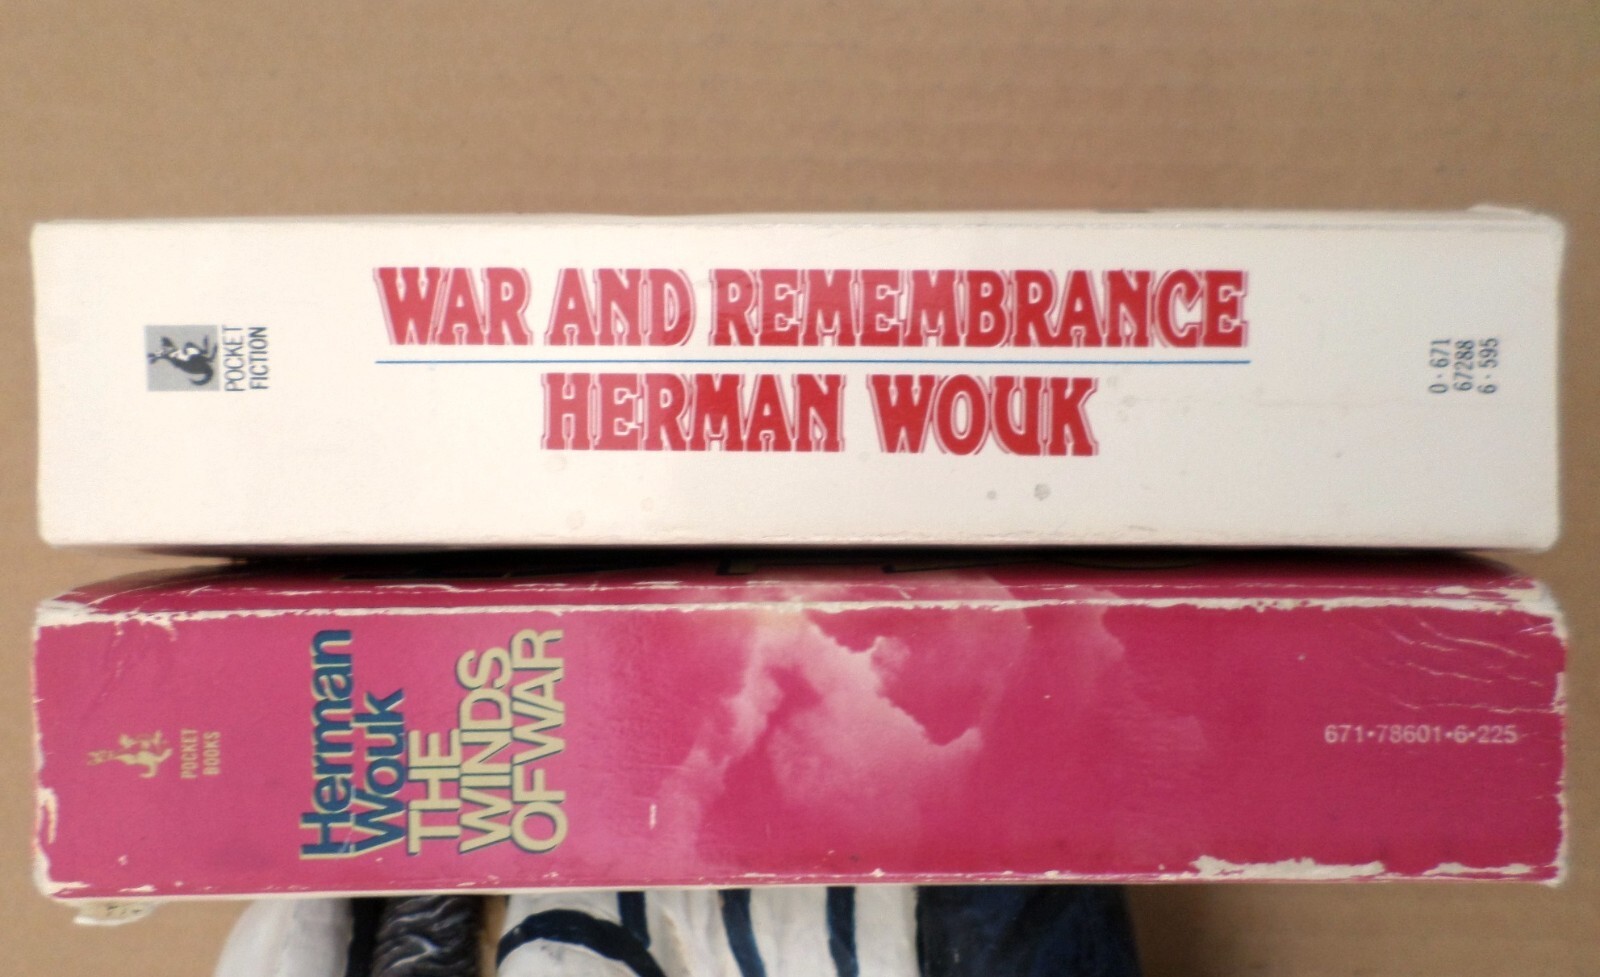 WAR AND REMEMBRANCE
HERMAN WOUK
POCKET
FICTION
0·671
67288
6·595
Herman
Wouk
THE
WINDS
OF WAR
POCKET
BOOKS
671•78601•6•225